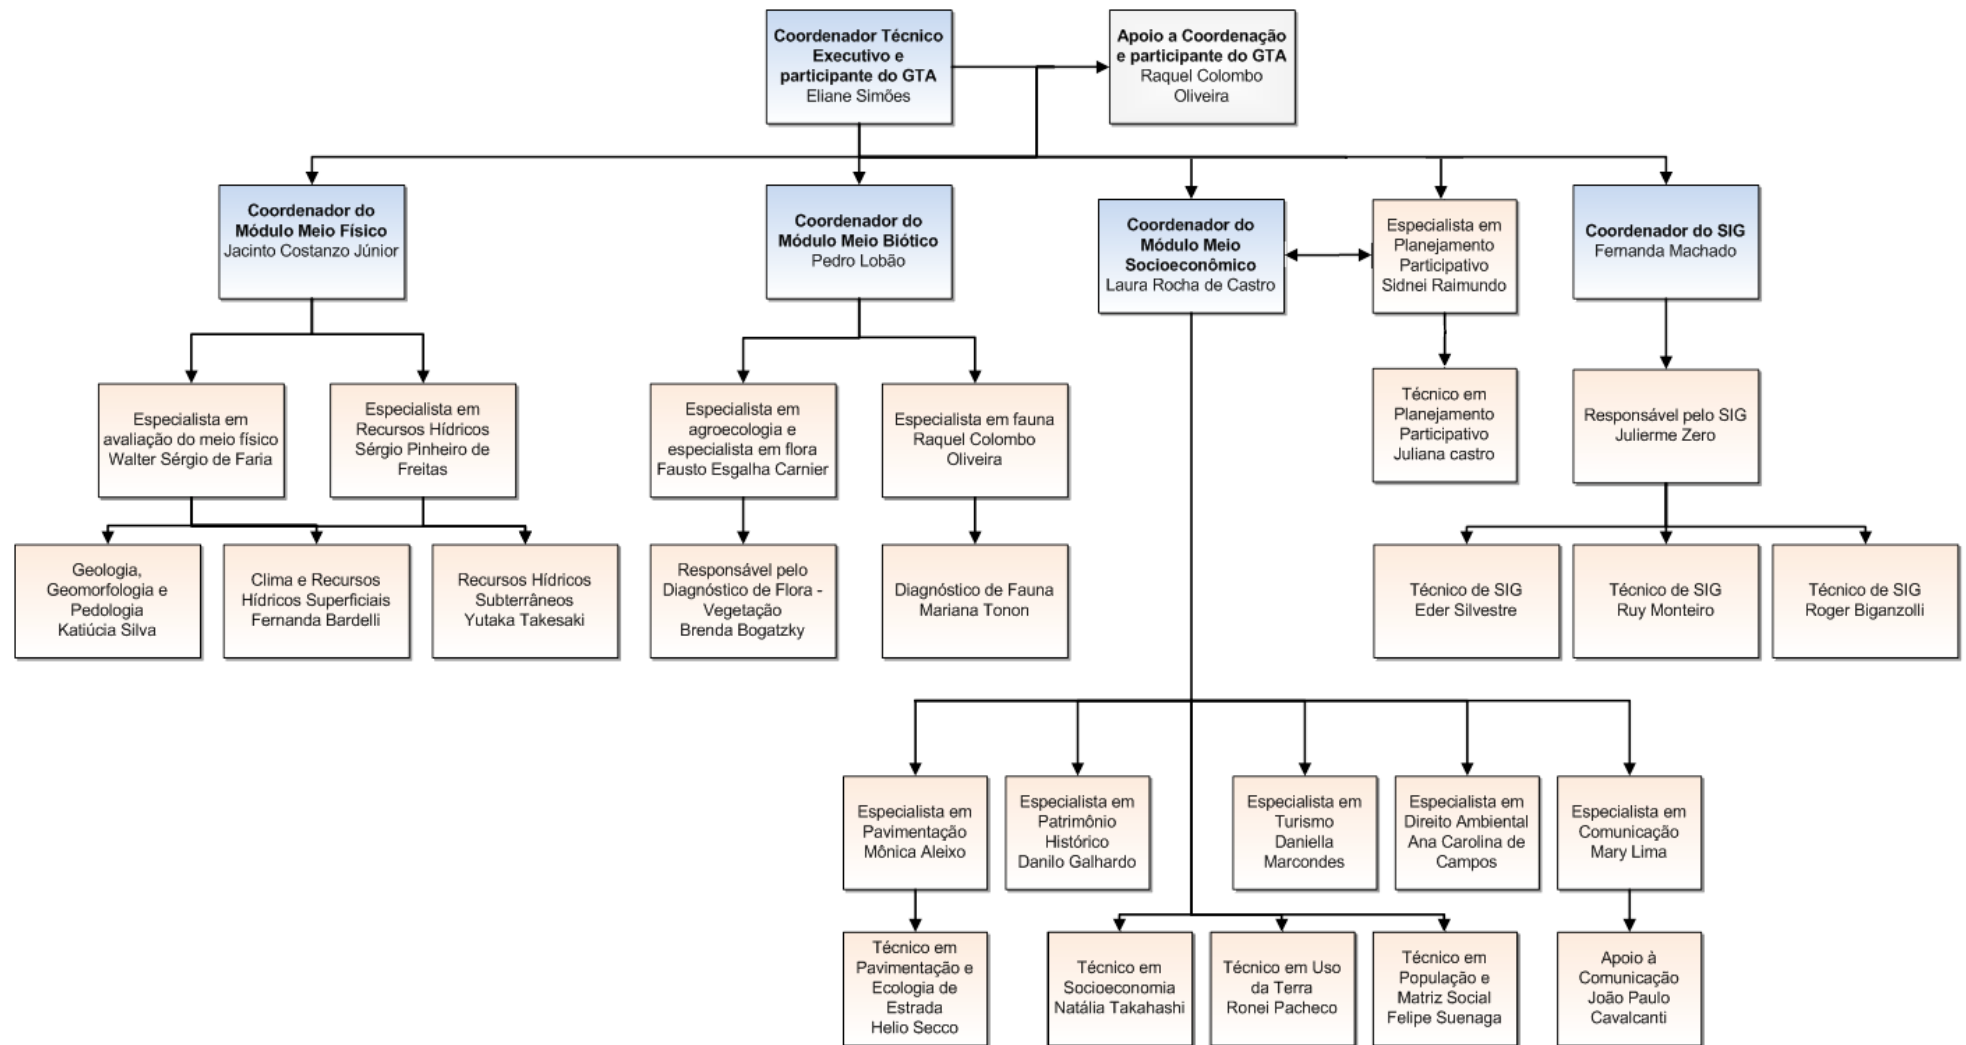 Coordenador Técnico
Executivo e
participante do GTA
Eliane Simões
Apoio a Coordenação
e participante do GTA
Raquel Colombo
Oliveira
Coordenador do
Módulo Meio Físico
Jacinto Costanzo Júnior
Coordenador do
Módulo Meio Biótico
Pedro Lobão
Coordenador do
Módulo Meio
Socioeconômico
Laura Rocha de Castro
Especialista em
Planejamento
Participativo
Sidnei Raimundo
Coordenador do SIG
Fernanda Machado
Especialista em
avaliação do meio físico
Walter Sérgio de Faria
Especialista em
Recursos Hídricos
Sérgio Pinheiro de
Freitas
Especialista em
agroecologia e
especialista em flora
Fausto Esgalha Carnier
Especialista em fauna
Raquel Colombo
Oliveira
Técnico em
Planejamento
Participativo
Juliana castro
Responsável pelo SIG
Julierme Zero
Geologia,
Geomorfologia e
Pedologia
Katiúcia Silva
Clima e Recursos
Hídricos Superficiais
Fernanda Bardelli
Recursos Hídricos
Subterrâneos
Yutaka Takesaki
Responsável pelo
Diagnóstico de Flora -
Vegetação
Brenda Bogatzky
Diagnóstico de Fauna
Mariana Tonon
Técnico de SIG
Eder Silvestre
Técnico de SIG
Ruy Monteiro
Técnico de SIG
Roger Biganzolli
Especialista em
Pavimentação
Mônica Aleixo
Especialista em
Patrimônio
Histórico
Danilo Galhardo
Especialista em
Turismo
Daniella
Marcondes
Especialista em
Direito Ambiental
Ana Carolina de
Campos
Especialista em
Comunicação
Mary Lima
Técnico em
Pavimentação e
Ecologia de
Estrada
Helio Secco
Técnico em
Socioeconomia
Natália Takahashi
Técnico em Uso
da Terra
Ronei Pacheco
Técnico em
População e
Matriz Social
Felipe Suenaga
Apoio à
Comunicação
João Paulo
Cavalcanti